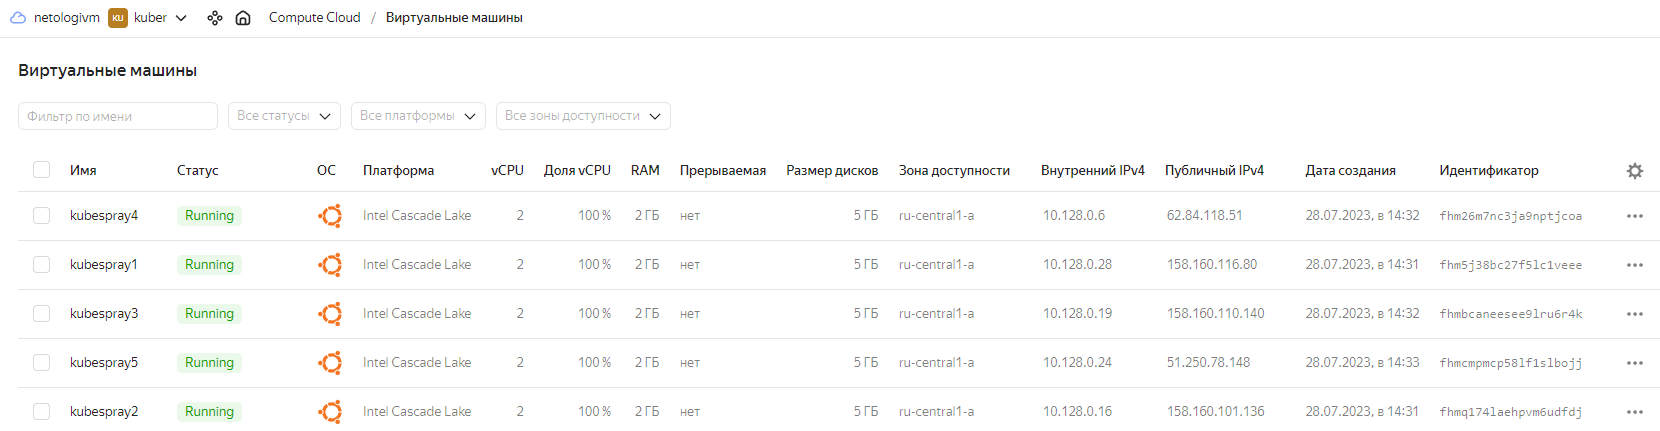 netologivm KU kuber Compute Cloud / Виртуальные машины
Виртуальные машины
Фильтр по имени Все статусы Все платформы Все зоны доступности
Имя Статус ОС Платформа vCPU Доля vCPU RAM Прерываемая Размер дисков Зона доступности Внутренний IPv4 Публичный IPv4 Дата создания Идентификатор
kubespray4 Running Intel Cascade Lake 2 100 % 2 ГБ нет 5 ГБ ru-central1-a 10.128.0.6 62.84.118.51 28.07.2023, в 14:32 fhm26m7nc3ja9nptjcoa
kubespray1 Running Intel Cascade Lake 2 100 % 2 ГБ нет 5 ГБ ru-central1-a 10.128.0.28 158.160.116.80 28.07.2023, в 14:31 fhm5j38bc27f5lc1veee
kubespray3 Running Intel Cascade Lake 2 100 % 2 ГБ нет 5 ГБ ru-central1-a 10.128.0.19 158.160.110.140 28.07.2023, в 14:32 fhmbcaneesee9lru6r4k
kubespray5 Running Intel Cascade Lake 2 100 % 2 ГБ нет 5 ГБ ru-central1-a 10.128.0.24 51.250.78.148 28.07.2023, в 14:33 fhmcmpmcp58lf1slbojj
kubespray2 Running Intel Cascade Lake 2 100 % 2 ГБ нет 5 ГБ ru-central1-a 10.128.0.16 158.160.101.136 28.07.2023, в 14:31 fhmq174laehpvm6udfdj